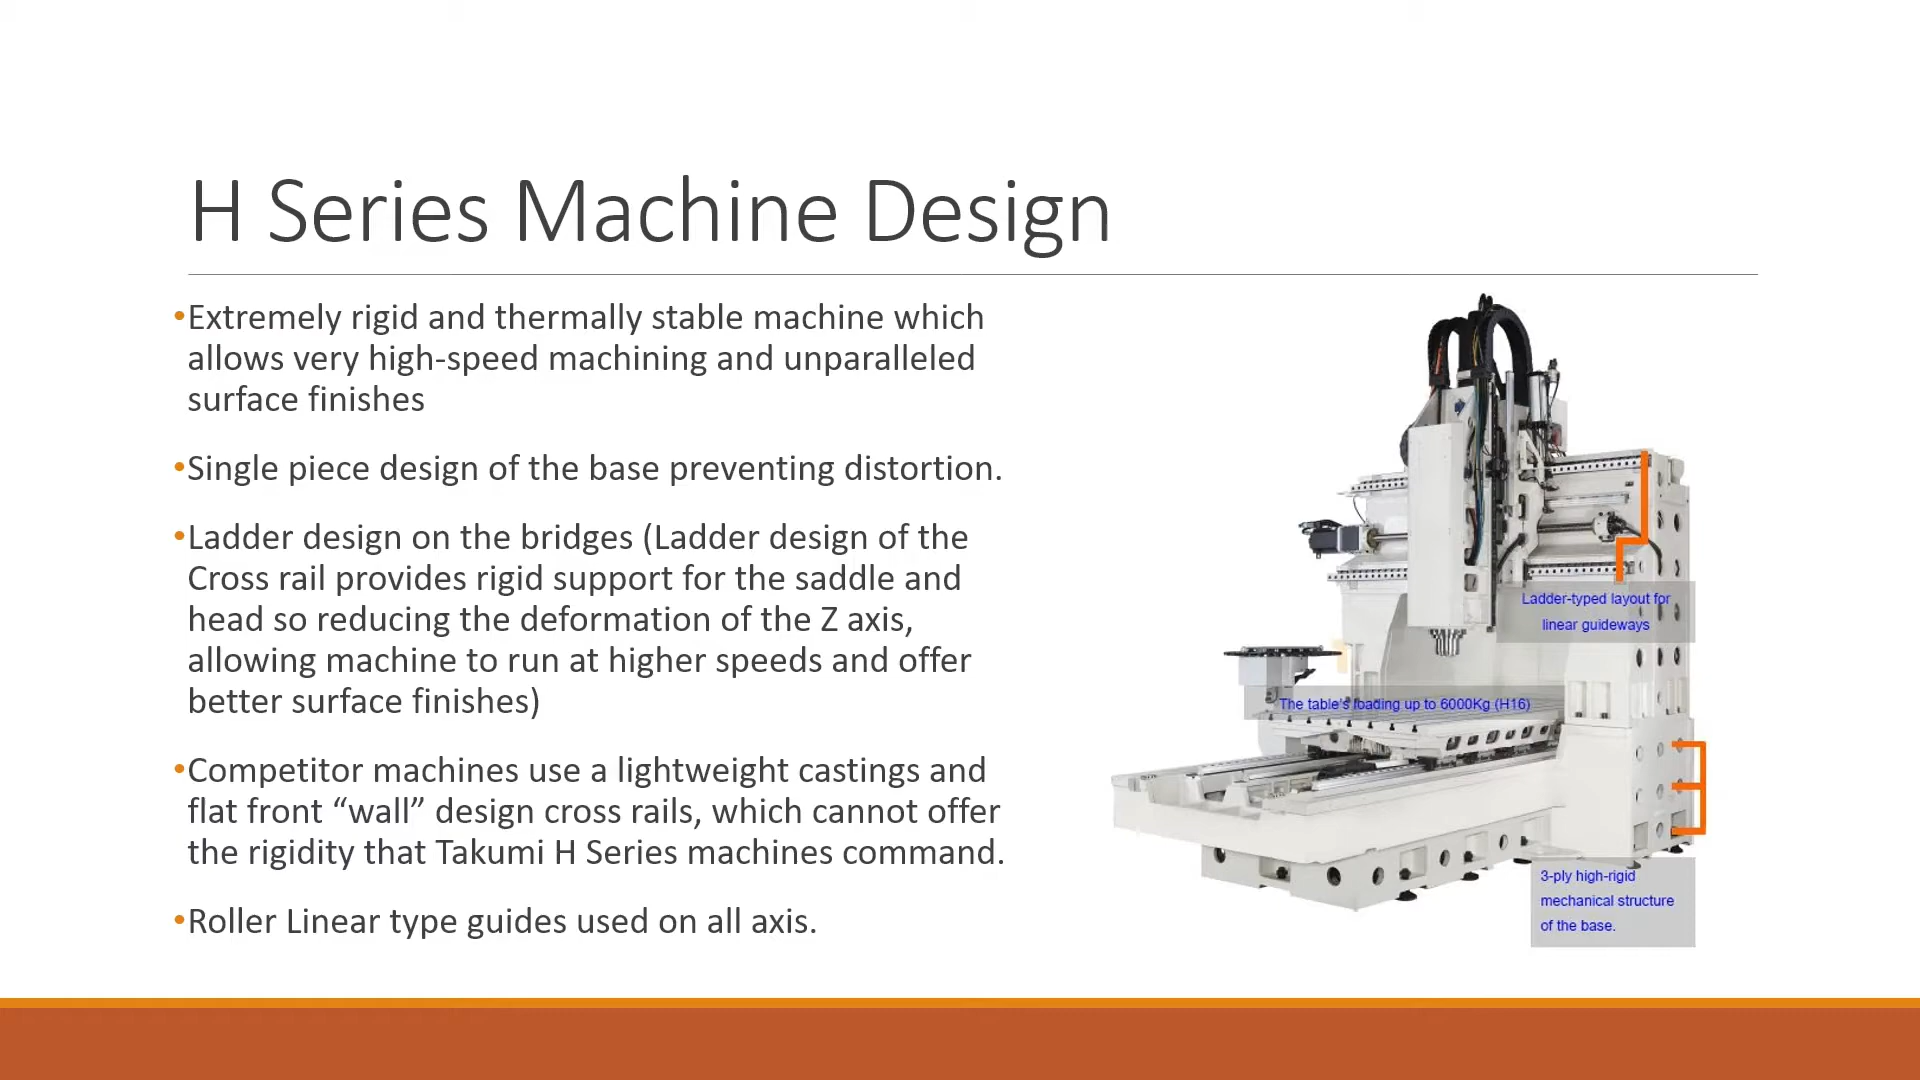 H Series Machine Design
•Extremely rigid and thermally stable machine which
allows very high-speed machining and unparalleled
surface finishes
•Single piece design of the base preventing distortion.
•Ladder design on the bridges (Ladder design of the
Cross rail provides rigid support for the saddle and
head so reducing the deformation of the Z axis,
allowing machine to run at higher speeds and offer
better surface finishes)
•Competitor machines use a lightweight castings and
flat front “wall” design cross rails, which cannot offer
the rigidity that Takumi H Series machines command.
•Roller Linear type guides used on all axis.
Ladder-typed layout for
linear guideways
The table's loading up to 6000Kg (H16)
3-ply high-rigid
mechanical structure
of the base.